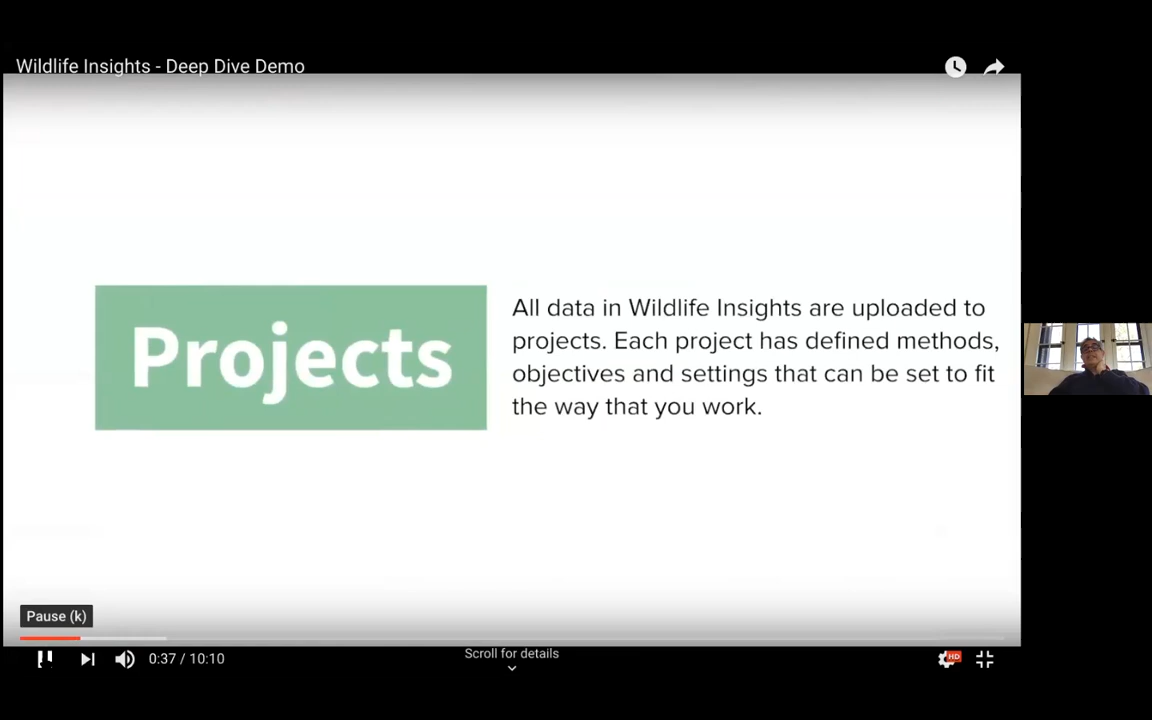 Wildlife Insights - Deep Dive Demo
Projects
All data in Wildlife Insights are uploaded to
projects. Each project has defined methods,
objectives and settings that can be set to fit
the way that you work.
Pause (k)
0:37 / 10:10
Scroll for details
HD